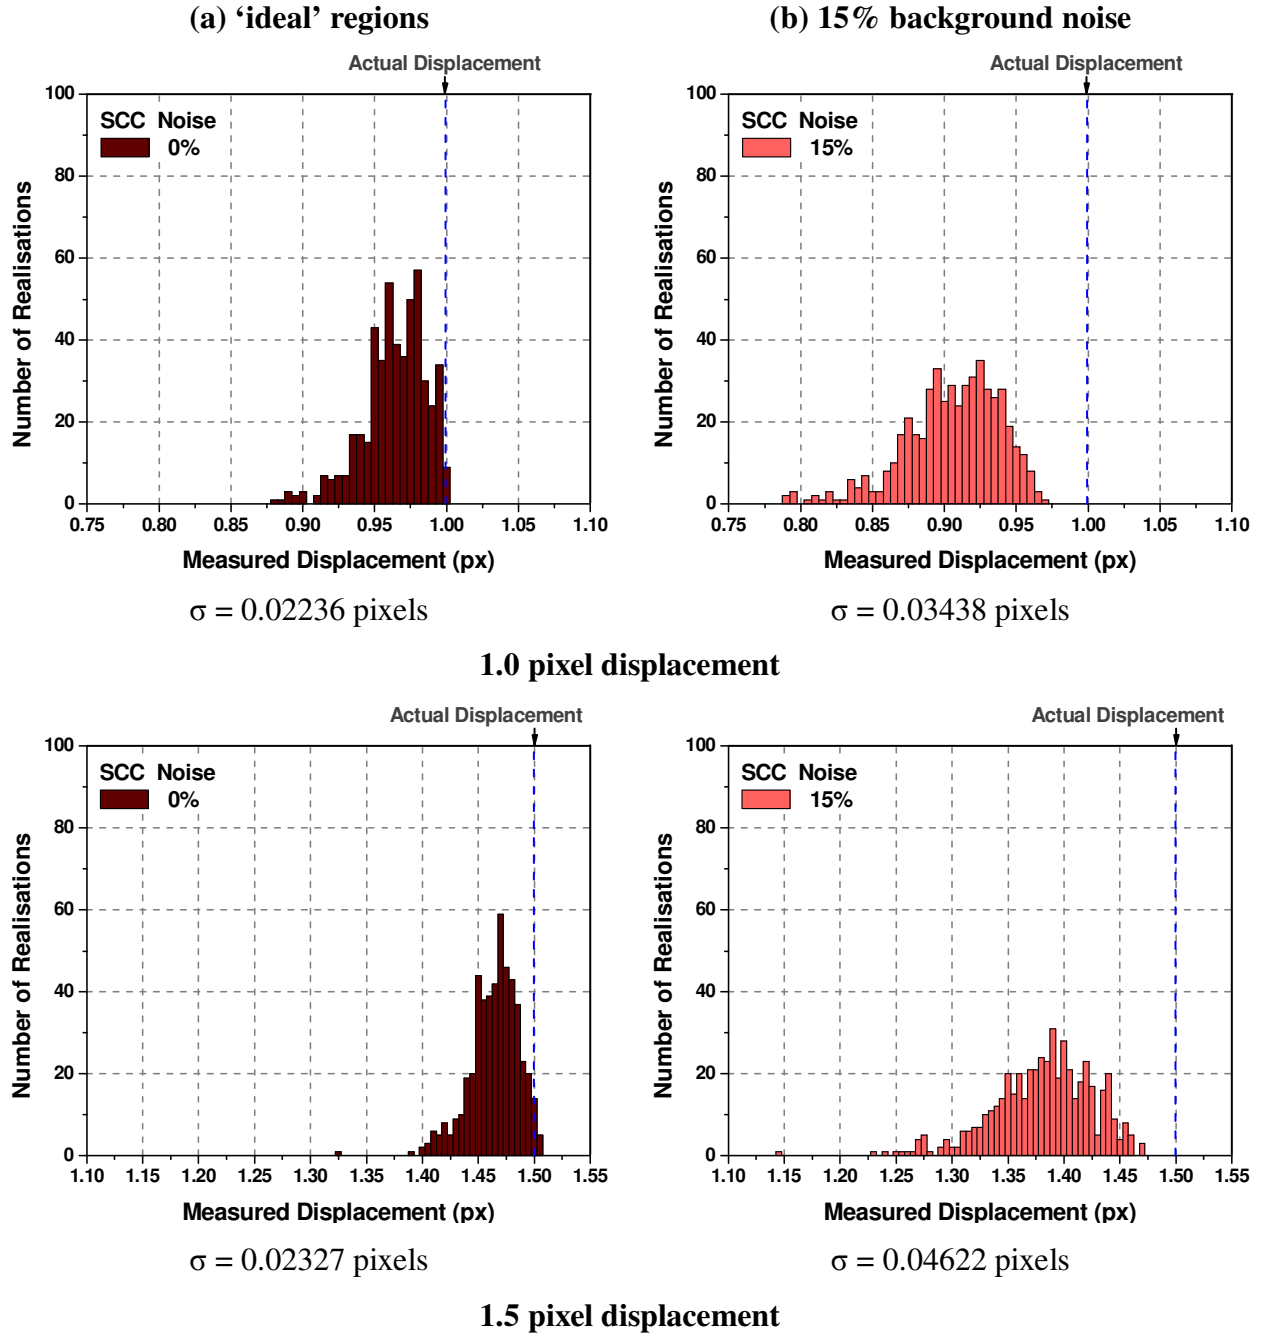 (a) ‘ideal’ regions
(b) 15% background noise
Actual Displacement
SCC Noise
0%
100
80
60
40
20
0
Number of Realisations
0.75 0.80 0.85 0.90 0.95 1.00 1.05 1.10
Measured Displacement (px)
σ = 0.02236 pixels
Actual Displacement
SCC Noise
15%
100
80
60
40
20
0
Number of Realisations
0.75 0.80 0.85 0.90 0.95 1.00 1.05 1.10
Measured Displacement (px)
σ = 0.03438 pixels
1.0 pixel displacement
Actual Displacement
SCC Noise
0%
100
80
60
40
20
0
Number of Realisations
1.10 1.15 1.20 1.25 1.30 1.35 1.40 1.45 1.50 1.55
Measured Displacement (px)
σ = 0.02327 pixels
Actual Displacement
SCC Noise
15%
100
80
60
40
20
0
Number of Realisations
1.10 1.15 1.20 1.25 1.30 1.35 1.40 1.45 1.50 1.55
Measured Displacement (px)
σ = 0.04622 pixels
1.5 pixel displacement